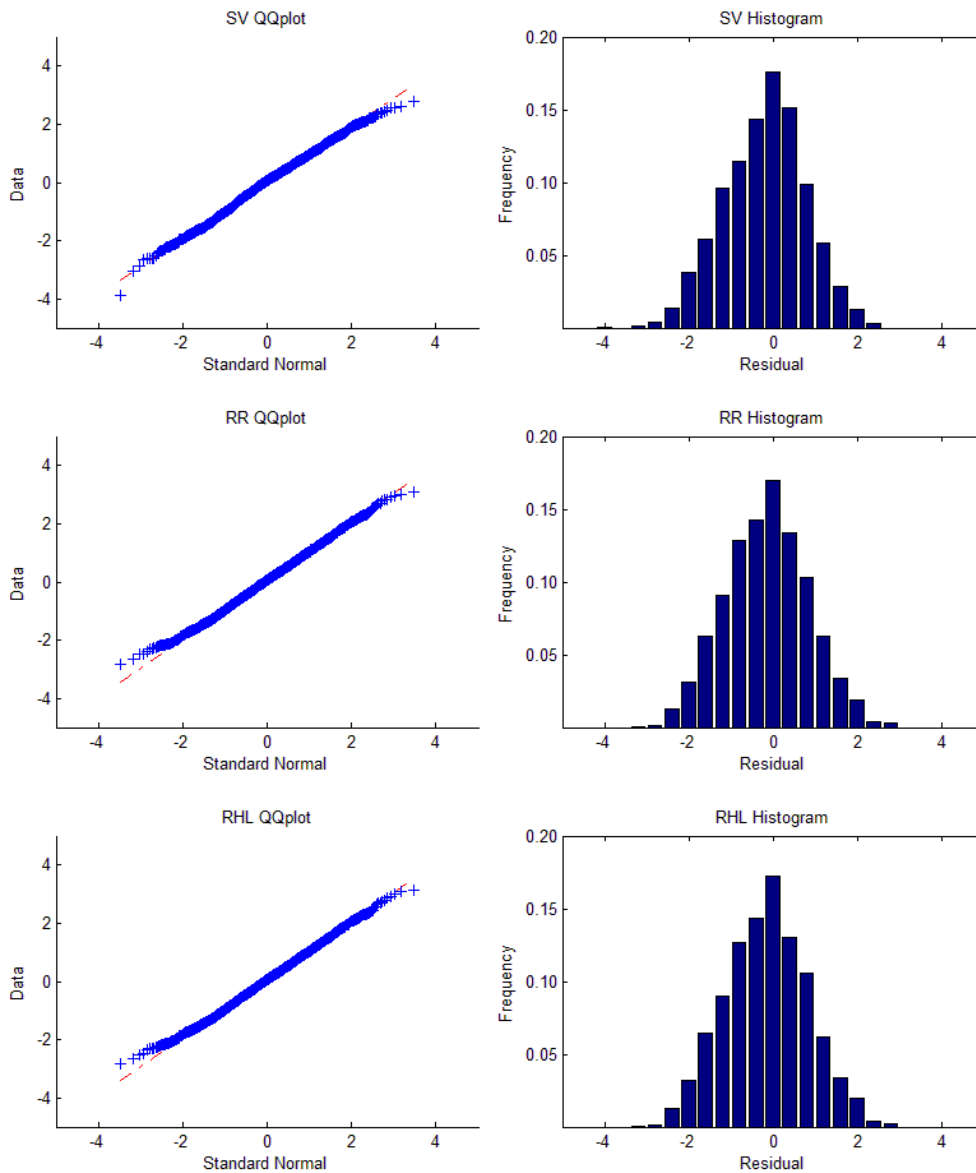 SV QQplot
4
2
0
-2
-4
Data
-4 -2 0 2 4
Standard Normal
SV Histogram
0.20
0.15
0.10
0.05
Frequency
-4 -2 0 2 4
Residual
RR QQplot
4
2
0
-2
-4
Data
-4 -2 0 2 4
Standard Normal
RR Histogram
0.20
0.15
0.10
0.05
Frequency
-4 -2 0 2 4
Residual
RHL QQplot
4
2
0
-2
-4
Data
-4 -2 0 2 4
Standard Normal
RHL Histogram
0.20
0.15
0.10
0.05
Frequency
-4 -2 0 2 4
Residual